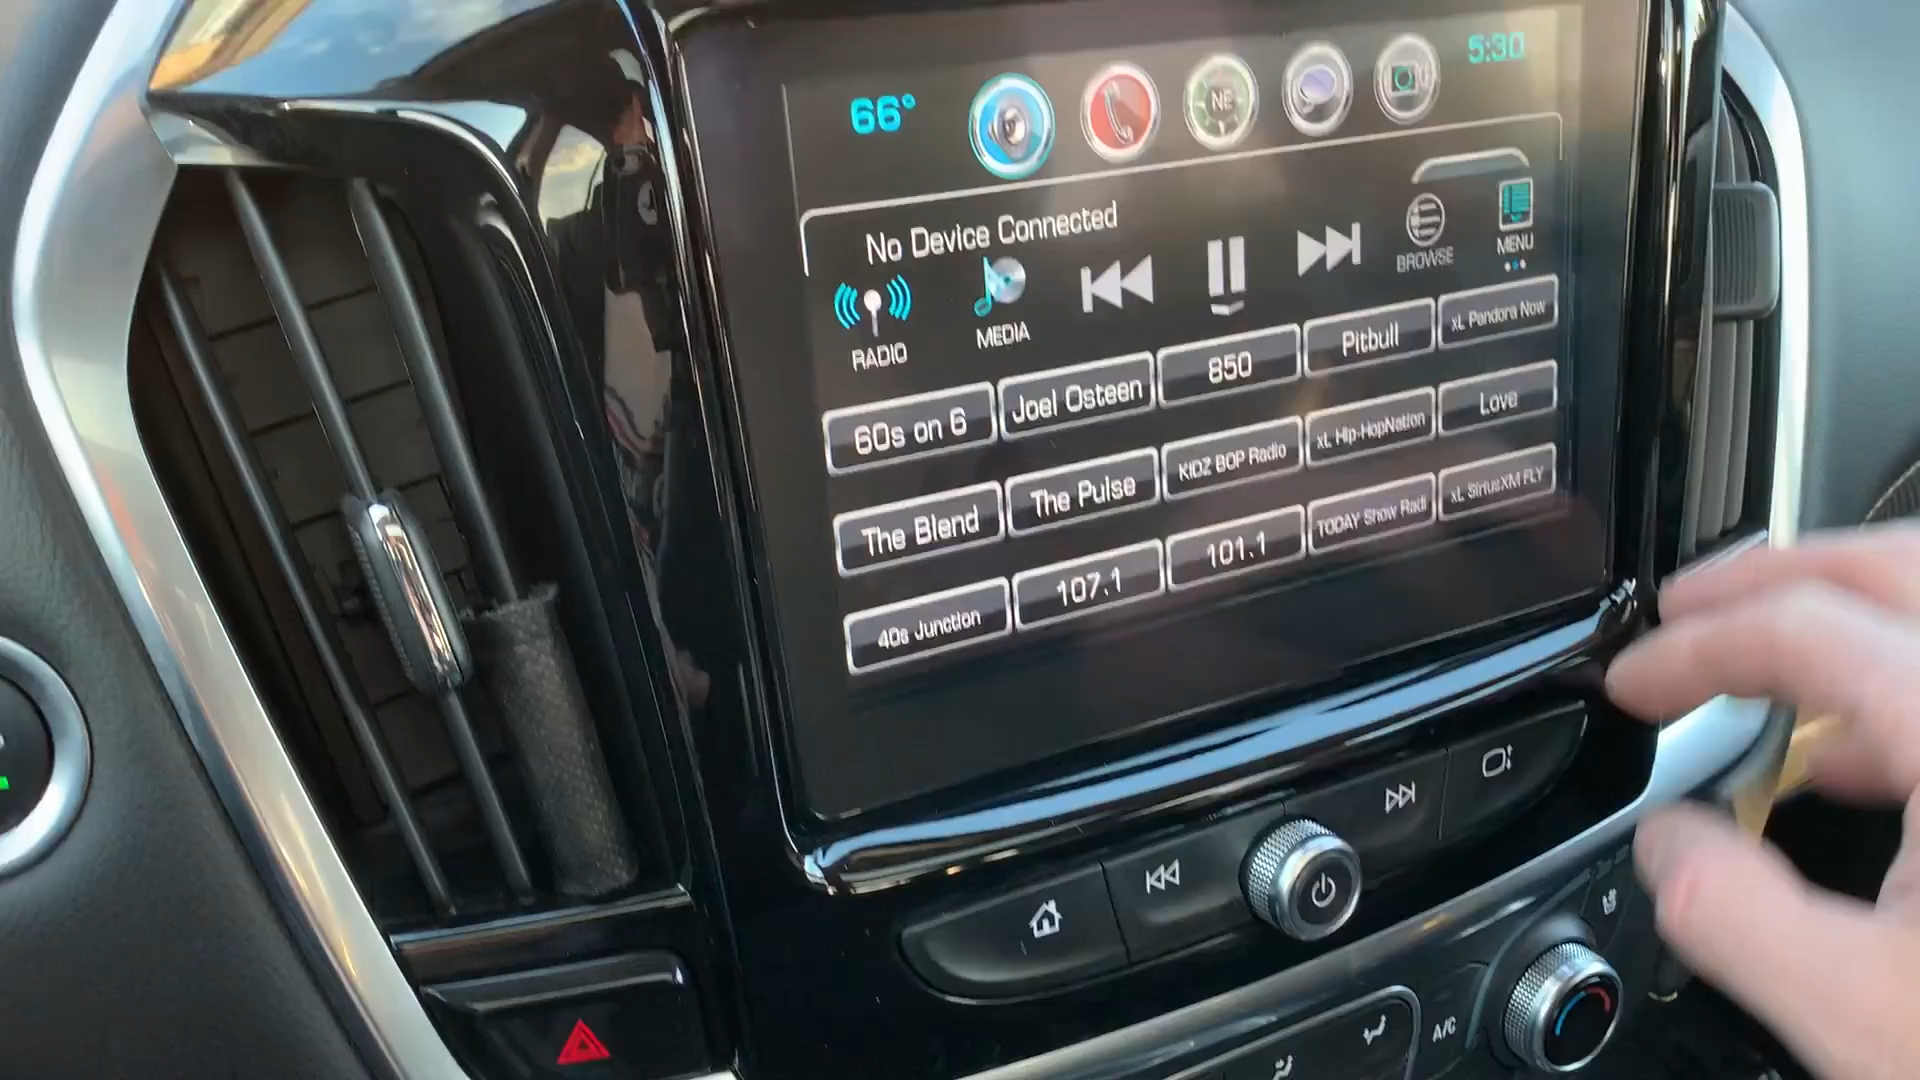 66°
NE
5:30
No Device Connected
RADIO
MEDIA
BROWSE
MENU
60s on 6
Joel Osteen
850
Pitbull
xL Pandora Now
The Blend
The Pulse
KIDZ BOP Radio
xL Hip-HopNation
Love
40s Junction
107.1
101.1
TODAY Show Radi
xL SiriusXM FLY
A/C